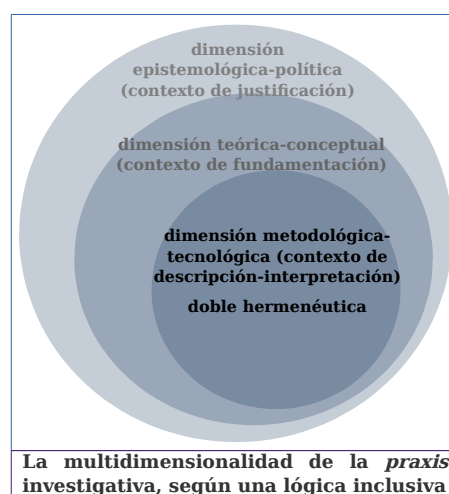 dimensión
epistemológica-política
(contexto de justificación)
dimensión teórica-conceptual
(contexto de fundamentación)
dimensión metodológica-
tecnológica (contexto de
descripción-interpretación)
doble hermenéutica
La multidimensionalidad de la praxis
investigativa, según una lógica inclusiva